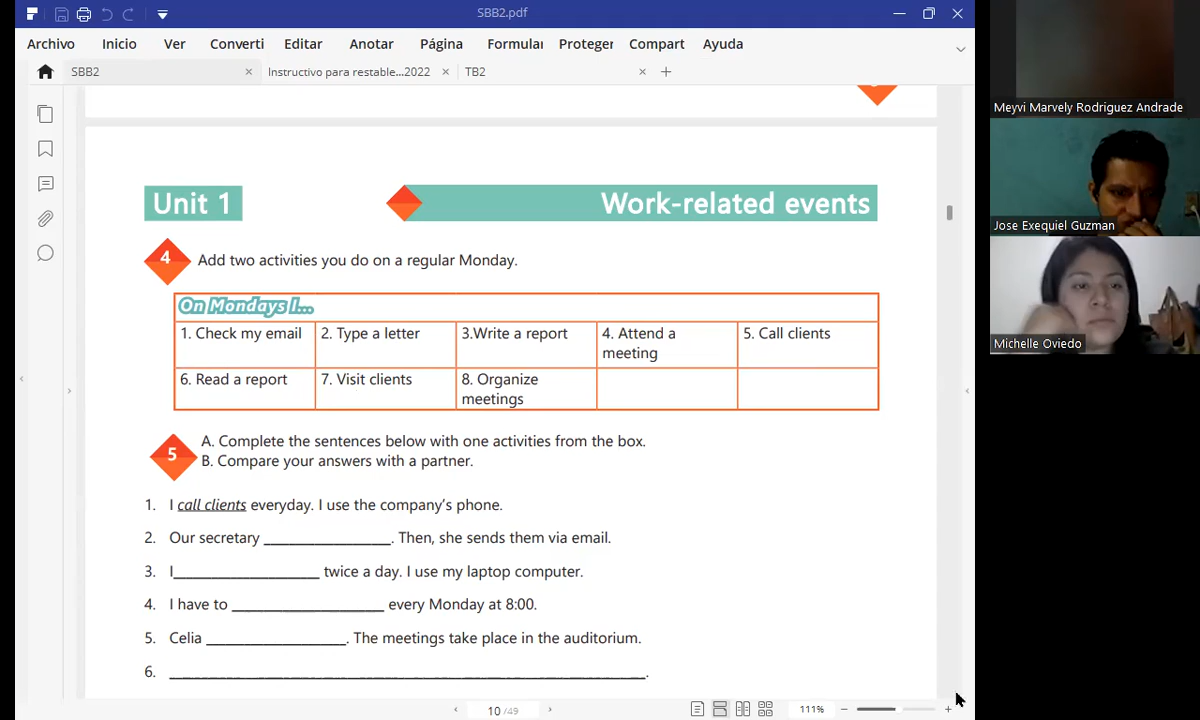 SBB2.pdf
Archivo Inicio Ver Converti Editar Anotar Página Formular Proteger Compart Ayuda
SBB2 Instructivo para restable...2022 TB2
Unit 1
Work-related events
4 Add two activities you do on a regular Monday.
On Mondays I...
1. Check my email 2. Type a letter 3.Write a report 4. Attend a meeting 5. Call clients
6. Read a report 7. Visit clients 8. Organize meetings
5 A. Complete the sentences below with one activities from the box.
B. Compare your answers with a partner.
1. I call clients everyday. I use the company's phone.
2. Our secretary ________________. Then, she sends them via email.
3. I__________________ twice a day. I use my laptop computer.
4. I have to ___________________ every Monday at 8:00.
5. Celia __________________. The meetings take place in the auditorium.
6. ____________________________________________________________.
10 /49
111%
Meyvi Marvely Rodriguez Andrade
Jose Exequiel Guzman
Michelle Oviedo